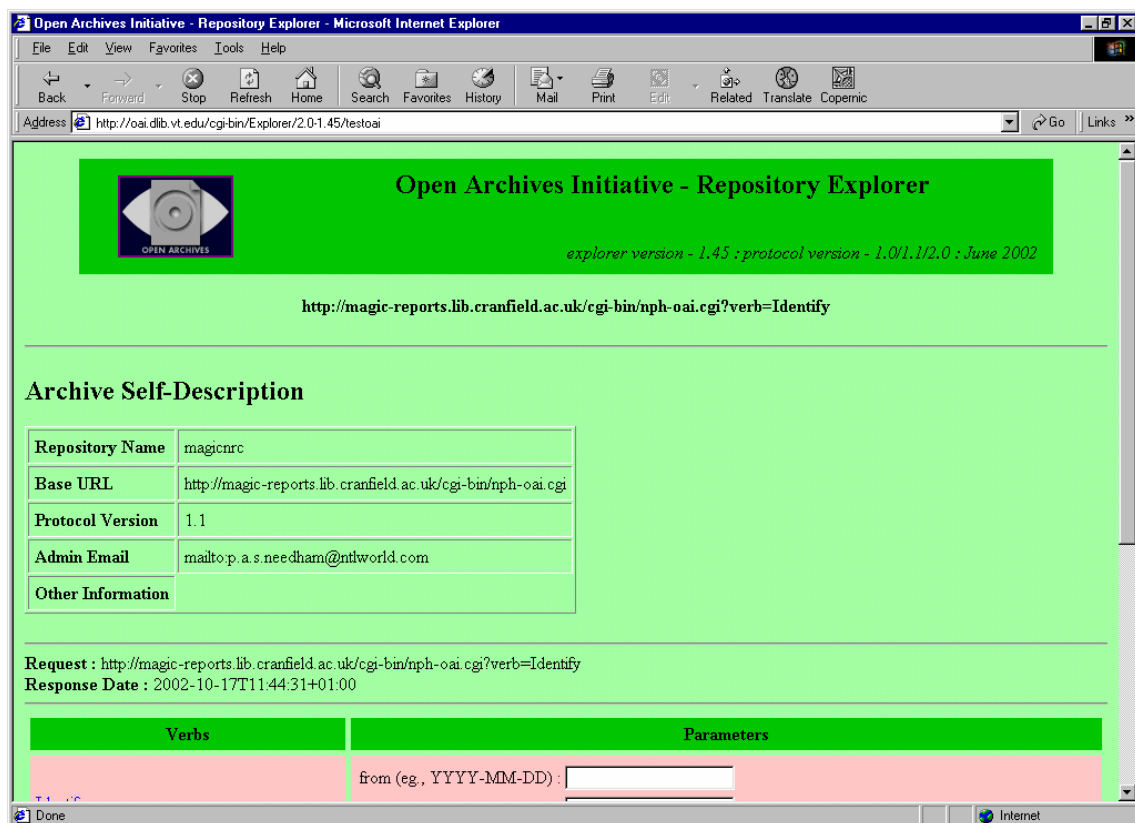 Open Archives Initiative - Repository Explorer - Microsoft Internet Explorer
File Edit View Favorites Tools Help
Back Forward Stop Refresh Home Search Favorites History Mail Print Edit Related Translate Copernic
Address http://oai.dlib.vt.edu/cgi-bin/Explorer/2.0-1.45/testoai Go Links »
Open Archives Initiative - Repository Explorer
OPEN ARCHIVES
explorer version - 1.45 : protocol version - 1.0/1.1/2.0 : June 2002
http://magic-reports.lib.cranfield.ac.uk/cgi-bin/nph-oai.cgi?verb=Identify
Archive Self-Description
Repository Name magicnrc
Base URL http://magic-reports.lib.cranfield.ac.uk/cgi-bin/nph-oai.cgi
Protocol Version 1.1
Admin Email mailto:p.a.s.needham@ntlworld.com
Other Information
Request : http://magic-reports.lib.cranfield.ac.uk/cgi-bin/nph-oai.cgi?verb=Identify
Response Date : 2002-10-17T11:44:31+01:00
Verbs Parameters
from (eg., YYYY-MM-DD) :
Done Internet